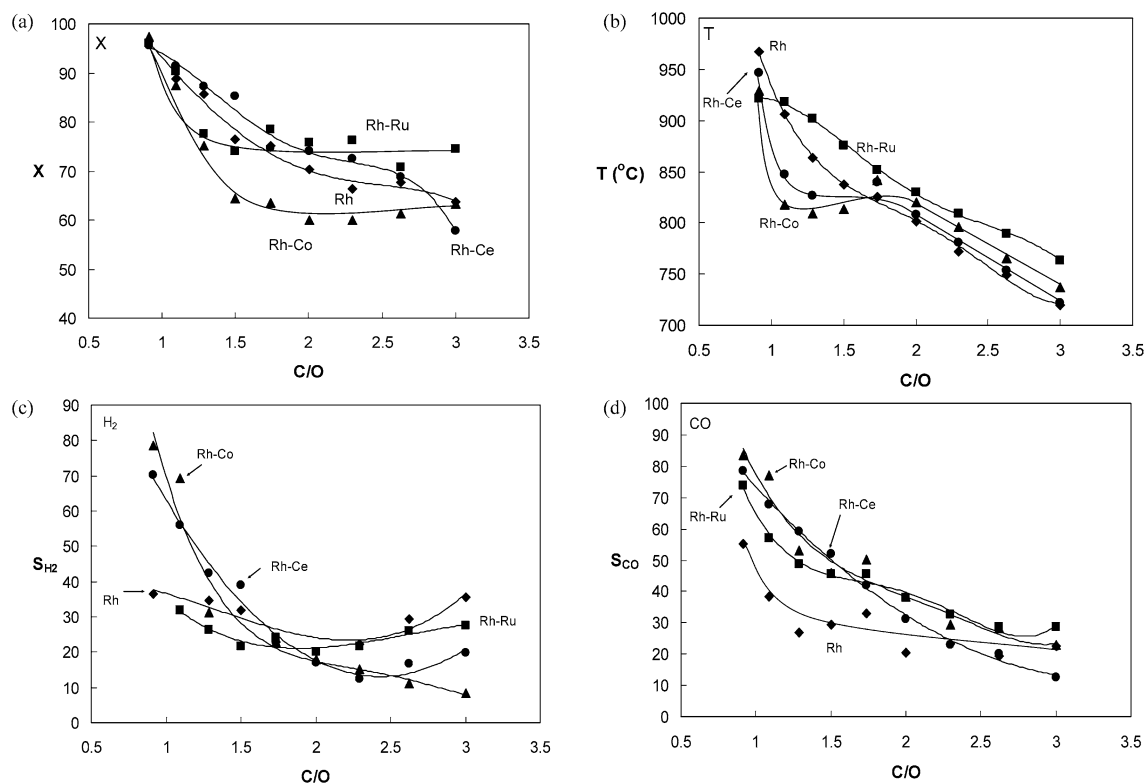 (a)
X
100
90
80
70
60
50
40
X
Rh-Ru
Rh
Rh-Co
Rh-Ce
0.5 1 1.5 2 2.5 3 3.5
C/O
(b)
T
1000
950
900
850
800
750
700
T (°C)
Rh
Rh-Ce
Rh-Ru
Rh-Co
0.5 1 1.5 2 2.5 3 3.5
C/O
(c)
H2
90
80
70
60
50
40
30
20
10
0
SH2
Rh-Co
Rh-Ce
Rh
Rh-Ru
0.5 1 1.5 2 2.5 3 3.5
C/O
(d)
CO
100
90
80
70
60
50
40
30
20
10
0
SCO
Rh-Co
Rh-Ru
Rh-Ce
Rh
0.5 1 1.5 2 2.5 3 3.5
C/O